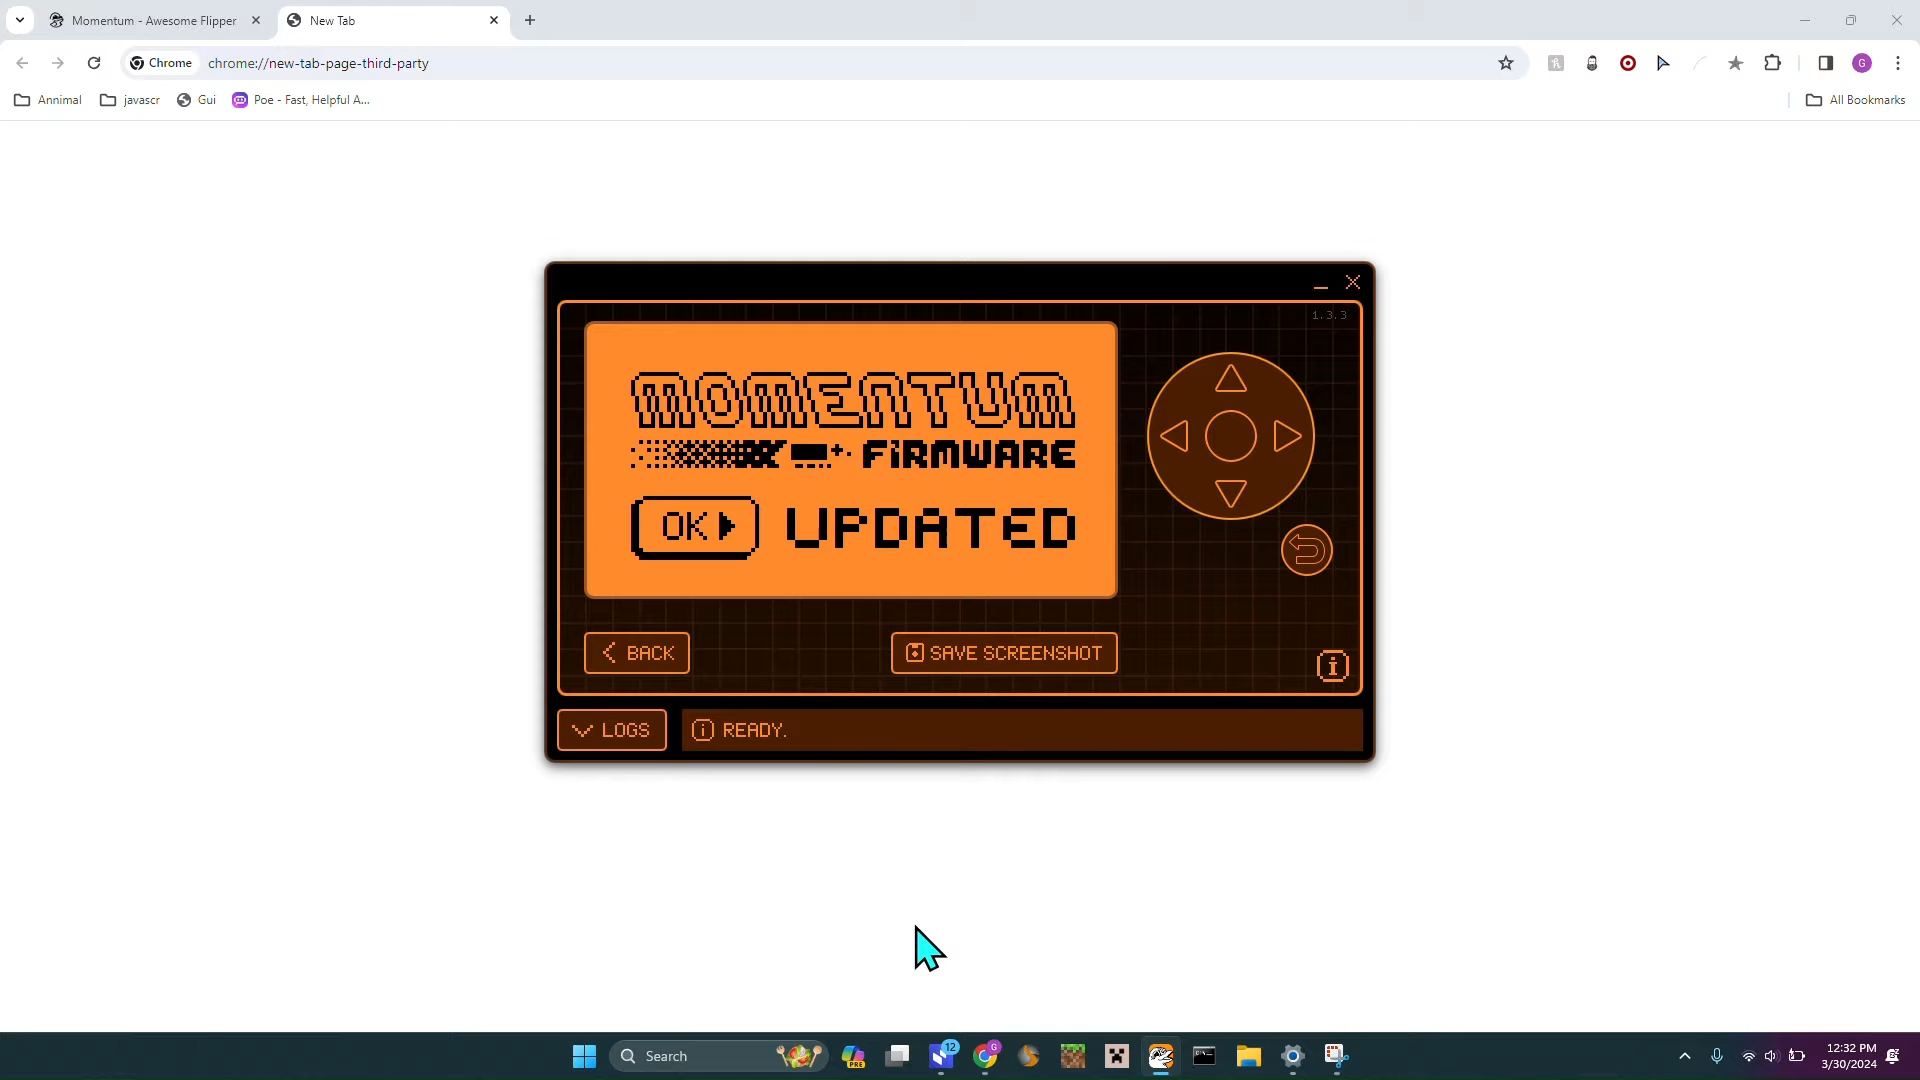 Momentum - Awesome Flipper
New Tab
Chrome
chrome://new-tab-page-third-party
G
Annimal
javascr
Gui
Poe - Fast, Helpful A...
All Bookmarks
1.3.3
MOMENTUM
FiRMWARE
OK
UPDATED
BACK
SAVE SCREENSHOT
LOGS
READY.
Search
PRE
12
G
12:32 PM
3/30/2024